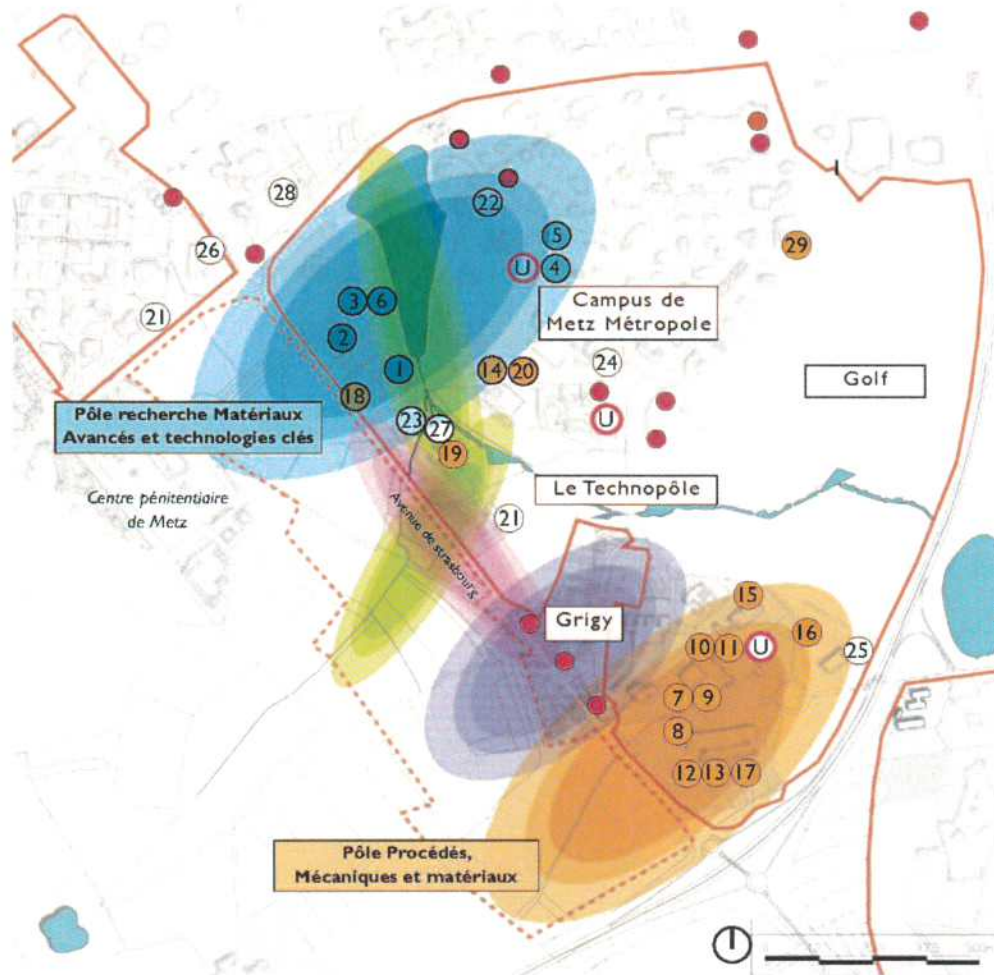 28
22
26
5
29
U
4
3
6
Campus de
Metz Métropole
21
2
1
14
20
24
Golf
18
Pôle recherche Matériaux
Avancés et technologies clés
23
27
U
19
Centre pénitentiaire
de Metz
Le Technopôle
21
Avenue de strasbourg
15
Grigy
16
10
11
U
25
7
9
8
12
13
17
Pôle Procédés,
Mécaniques et matériaux
0